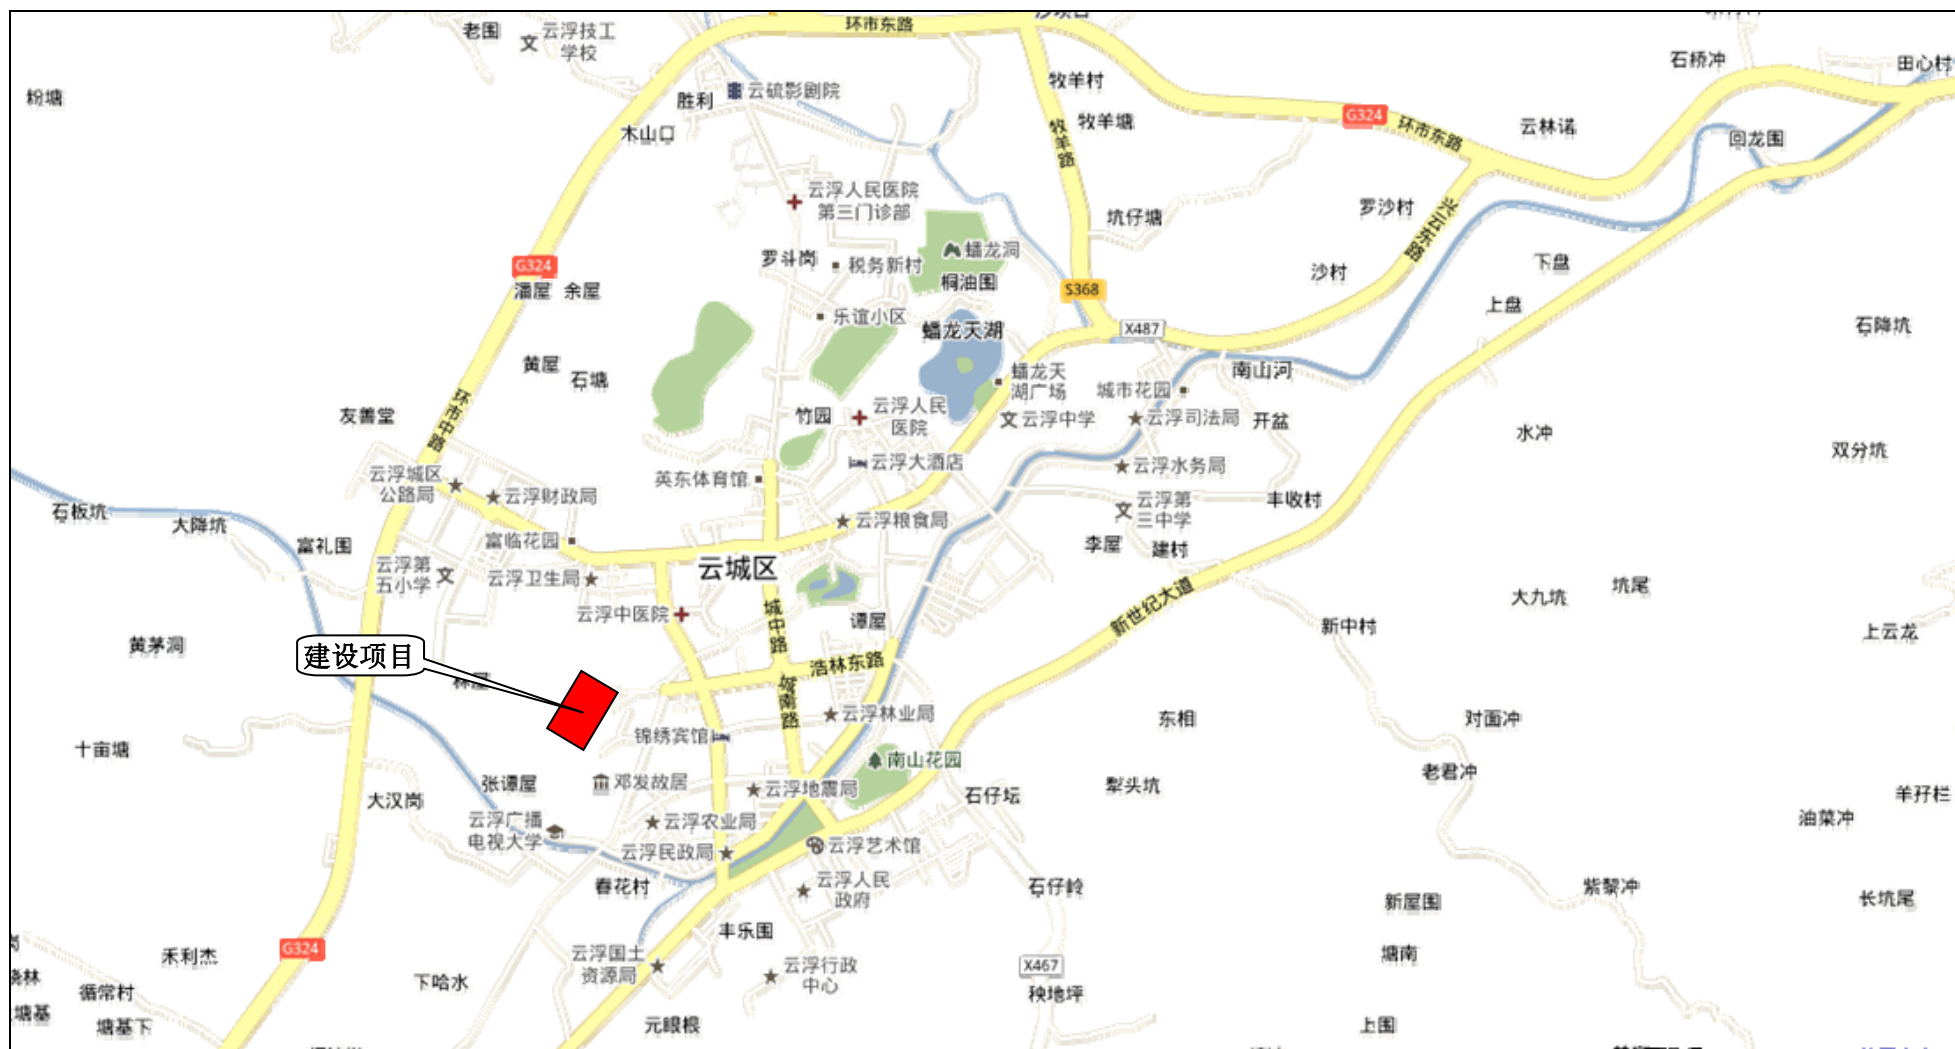 老围
云浮技工
学校
环市东路
石桥冲
田心村
粉塘
胜利
云硫影剧院
牧羊村
牧羊塘
G324
环市东路
云林诺
回龙围
木山口
牧羊路
云浮人民医院
第三门诊部
坑仔塘
罗沙村
兴云东路
罗斗岗
税务新村
蟠龙洞
桐油围
G324
潘屋
余屋
S368
沙村
下盘
上盘
乐谊小区
蟠龙天湖
X487
石降坑
黄屋
石塘
蟠龙天
湖广场
城市花园
南山河
环市中路
友善堂
竹园
云浮人民
医院
云浮中学
云浮司法局
开盆
水冲
双分坑
云浮城区
公路局
云浮财政局
英东体育馆
云浮大酒店
云浮水务局
石板坑
大降坑
富礼围
富临花园
云浮粮食局
云浮第
三中学
丰收村
李屋
建村
云浮第
五小学
云浮卫生局
云城区
新世纪大道
大九坑
坑尾
云浮中医院
城中路
谭屋
新中村
上云龙
黄茅洞
建设项目
林屋
浩林东路
城南路
锦绣宾馆
云浮林业局
东相
对面冲
十亩塘
张谭屋
邓发故居
南山花园
云浮地震局
石仔坛
犁头坑
老君冲
羊孖栏
大汉岗
云浮广播
电视大学
云浮农业局
云浮民政局
云浮艺术馆
油菜冲
春花村
云浮人民
政府
石仔岭
新屋围
紫黎冲
长坑尾
G324
禾利杰
丰乐围
塘南
云浮国土
资源局
云浮行政
中心
X467
秧地坪
下哈水
循常村
塘基
塘基下
元眼根
上围